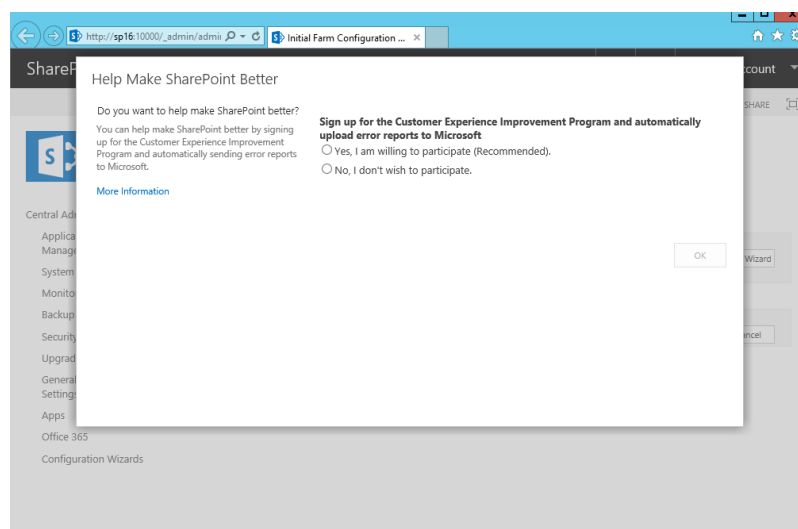 http://sp16:10000/_admin/admi
Initial Farm Configuration ...
ShareP
ccount
SHARE
Help Make SharePoint Better
Do you want to help make SharePoint better?
You can help make SharePoint better by signing
up for the Customer Experience Improvement
Program and automatically sending error reports
to Microsoft.
More Information
Sign up for the Customer Experience Improvement Program and automatically
upload error reports to Microsoft
Yes, I am willing to participate (Recommended).
No, I don't wish to participate.
OK
S
Central Adm
Applica
Manage
System
Monito
Backup
Security
Upgrad
General
Settings
Apps
Office 365
Configuration Wizards
Wizard
ncel